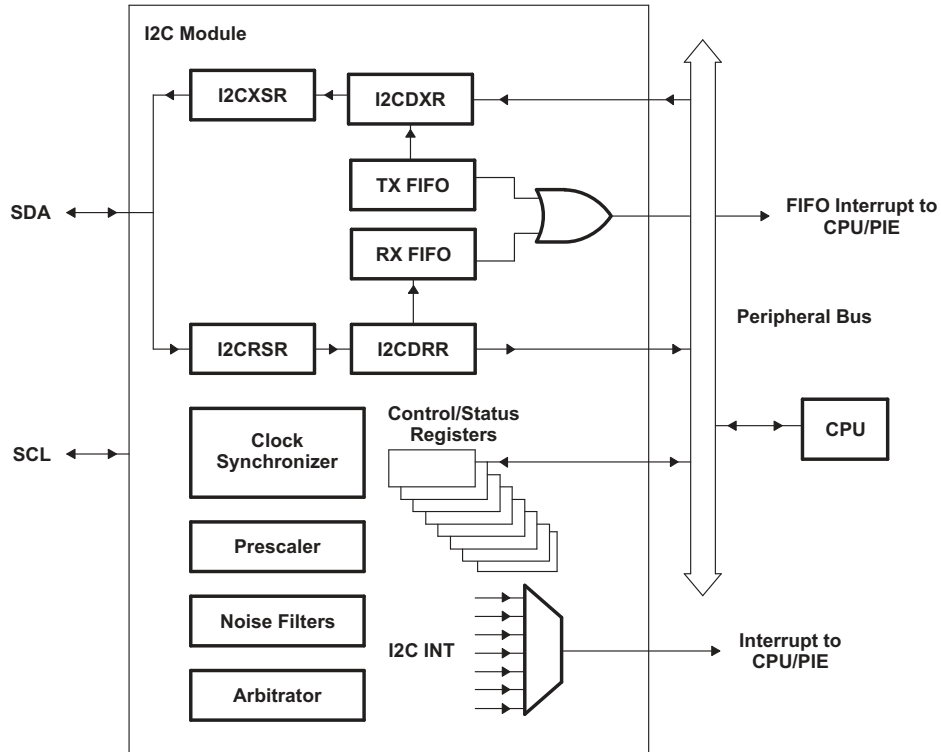 I2C Module
I2CXSR
I2CDXR
TX FIFO
SDA
FIFO Interrupt to
CPU/PIE
RX FIFO
Peripheral Bus
I2CRSR
I2CDRR
Control/Status
Registers
CPU
SCL
Clock
Synchronizer
Prescaler
Noise Filters
I2C INT
Interrupt to
CPU/PIE
Arbitrator